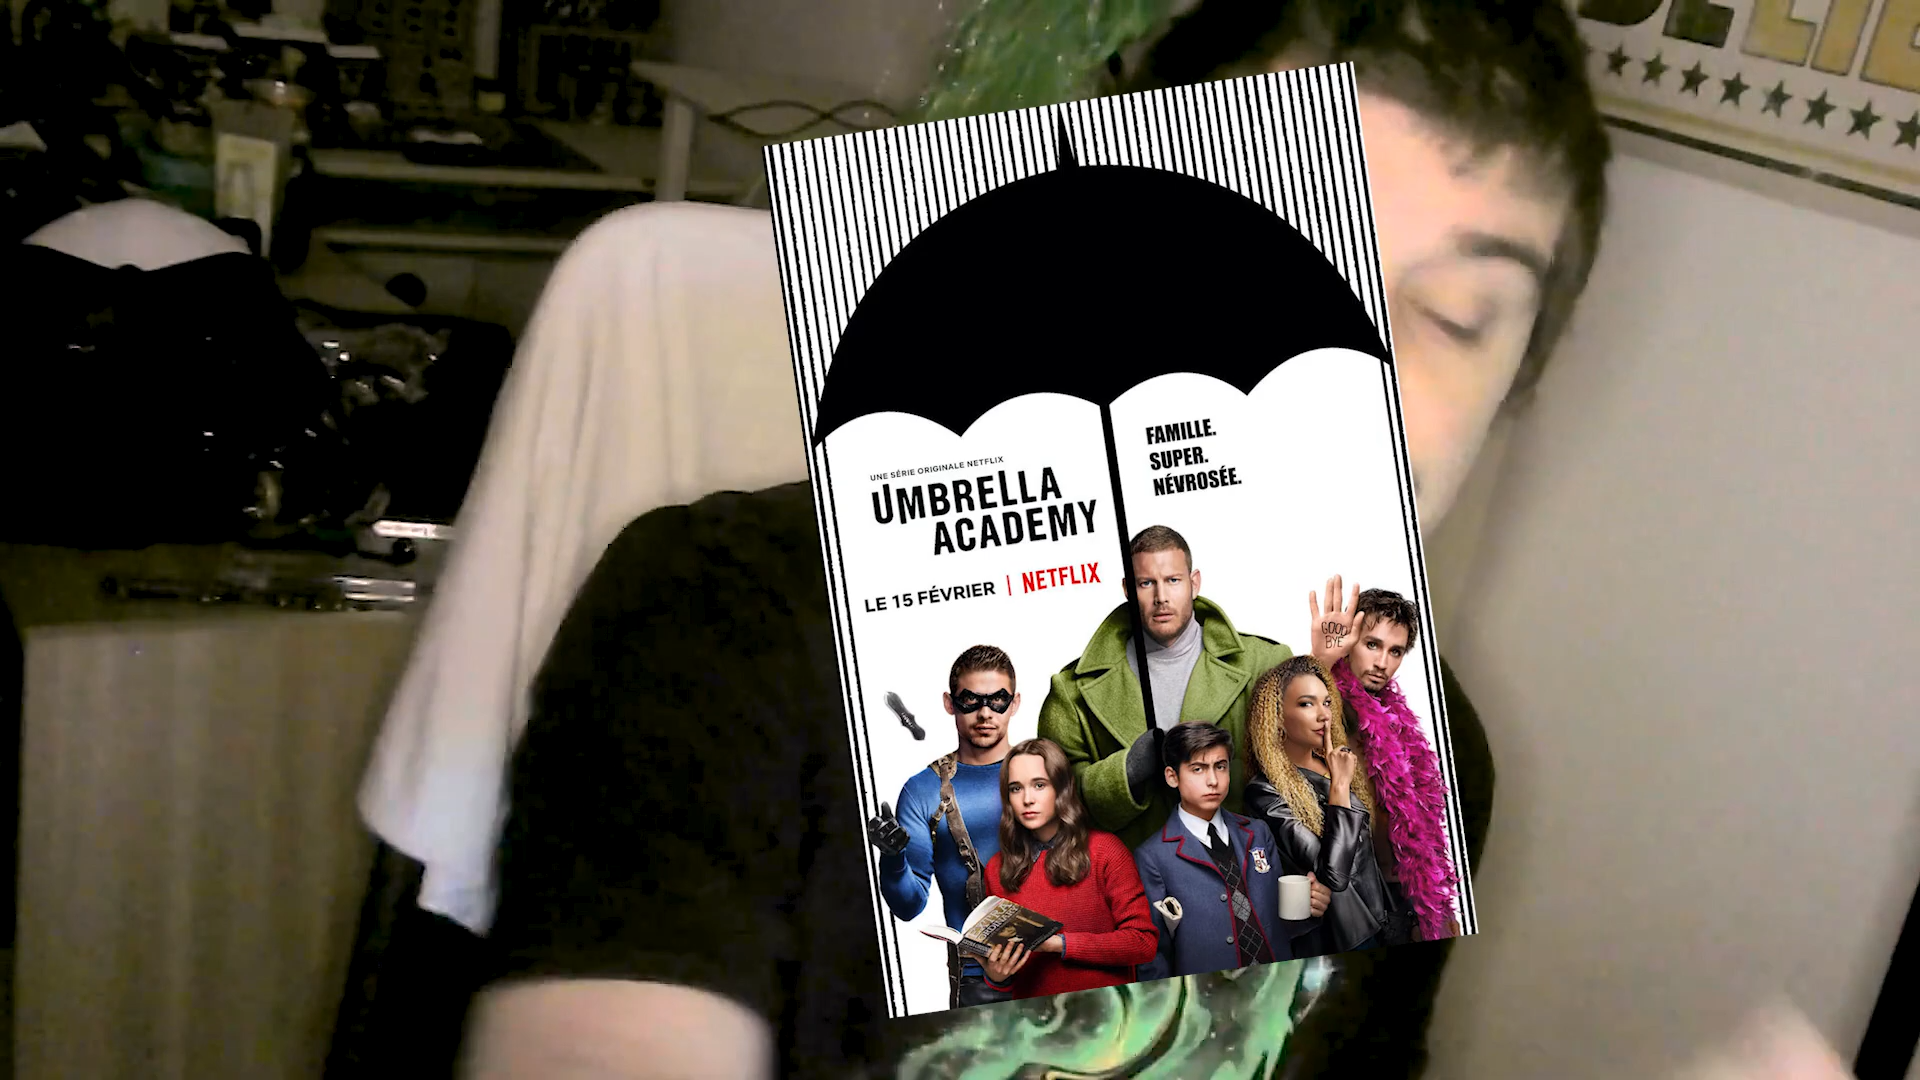 UNE SÉRIE ORIGINALE NETFLIX
UMBRELLA
ACADEMY
LE 15 FÉVRIER | NETFLIX
FAMILLE.
SUPER.
NÉVROSÉE.
GOOD
BYE